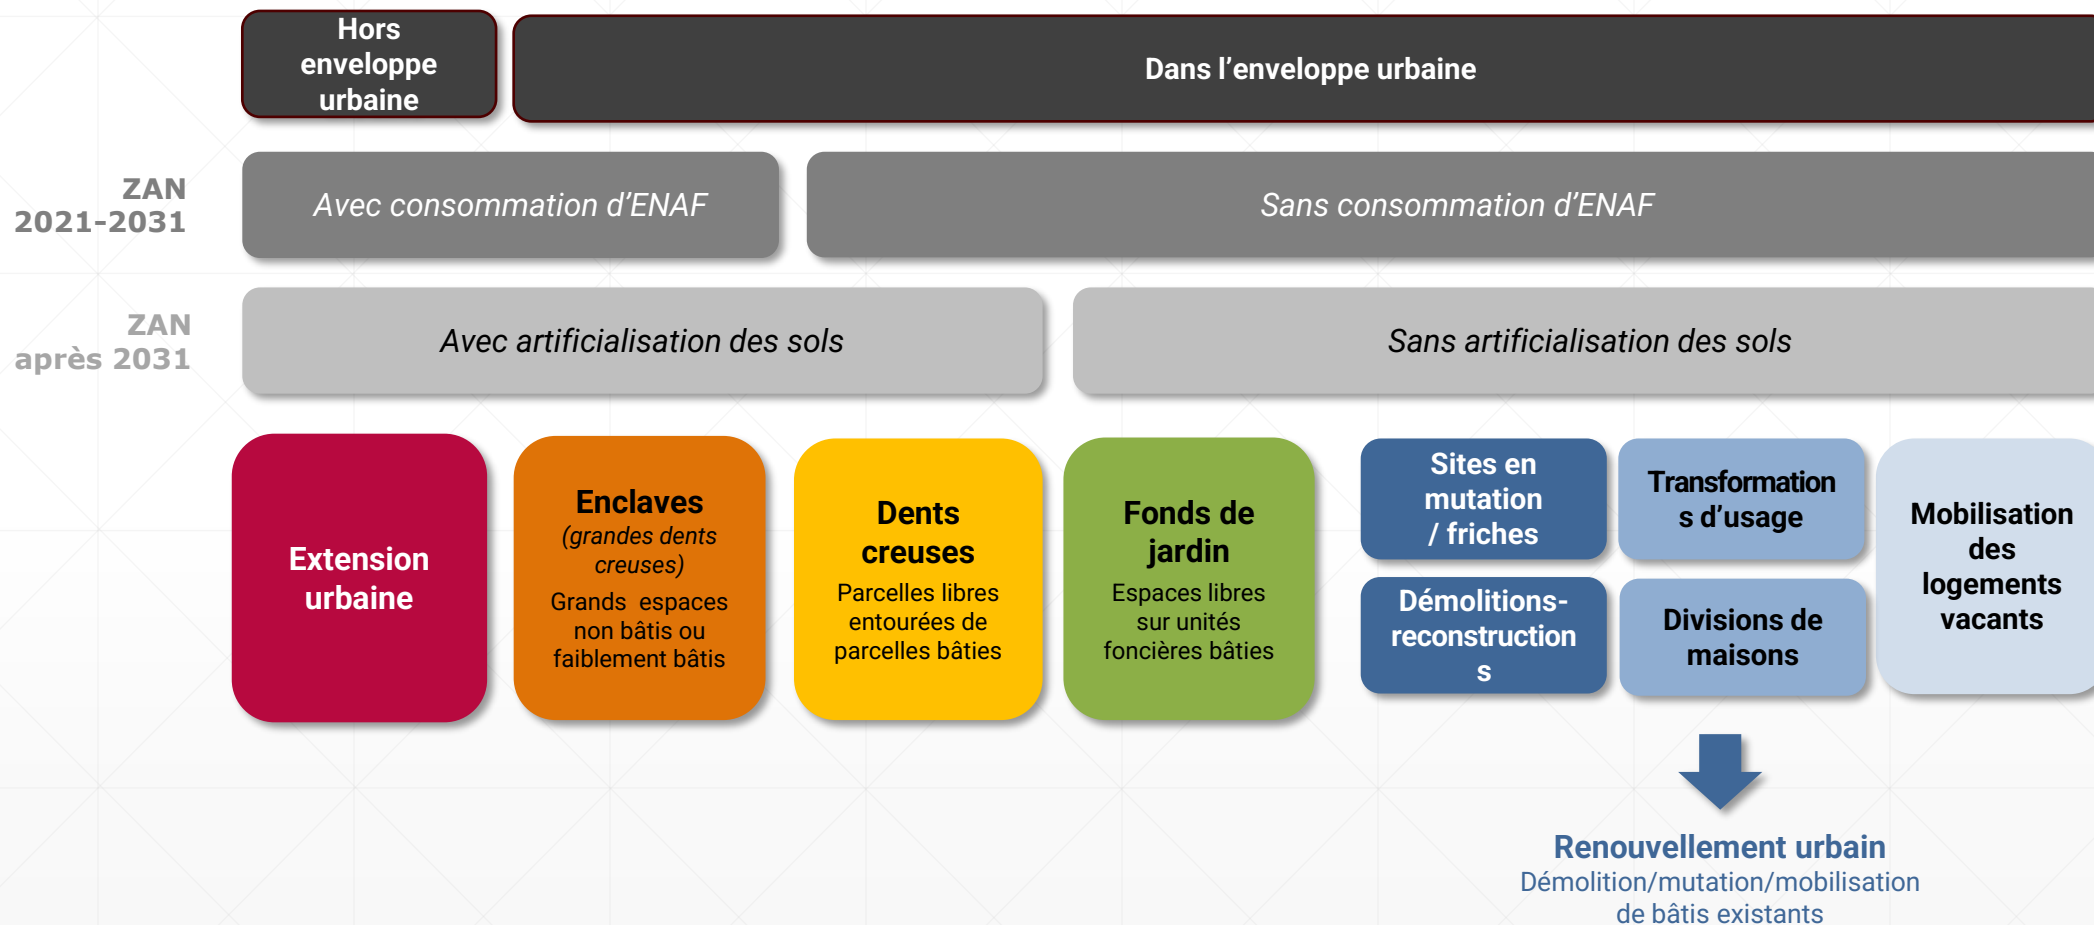 Hors
enveloppe
urbaine
Dans l’enveloppe urbaine
ZAN
2021-2031
Avec consommation d’ENAF
Sans consommation d’ENAF
ZAN
après 2031
Avec artificialisation des sols
Sans artificialisation des sols
Extension
urbaine
Enclaves
(grandes dents
creuses)
Grands espaces
non bâtis ou
faiblement bâtis
Dents
creuses
Parcelles libres
entourées de
parcelles bâties
Fonds de
jardin
Espaces libres
sur unités
foncières bâties
Sites en
mutation
/ friches
Démolitions-
reconstruction
s
Transformation
s d’usage
Divisions de
maisons
Mobilisation
des
logements
vacants
Renouvellement urbain
Démolition/mutation/mobilisation
de bâtis existants